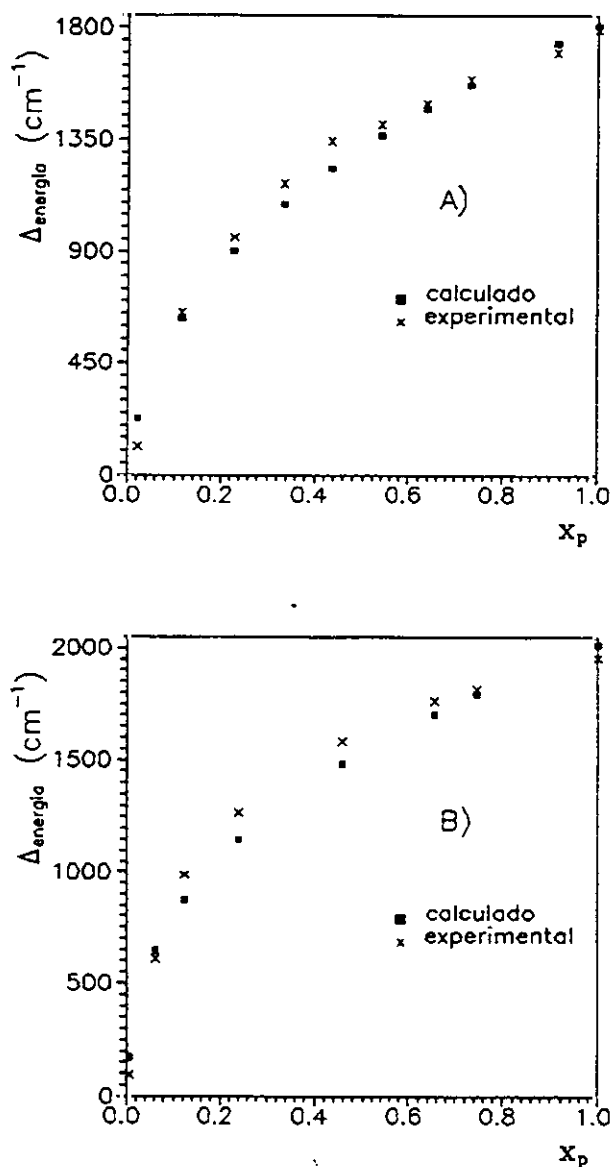 1800
1350
900
450
0
Δenergía (cm⁻¹)
A)
calculado
experimental
0.0 0.2 0.4 0.6 0.8 1.0
Xp
2000
1500
1000
500
0
Δenergía (cm⁻¹)
B)
calculado
experimental
0.0 0.2 0.4 0.6 0.8 1.0
Xp